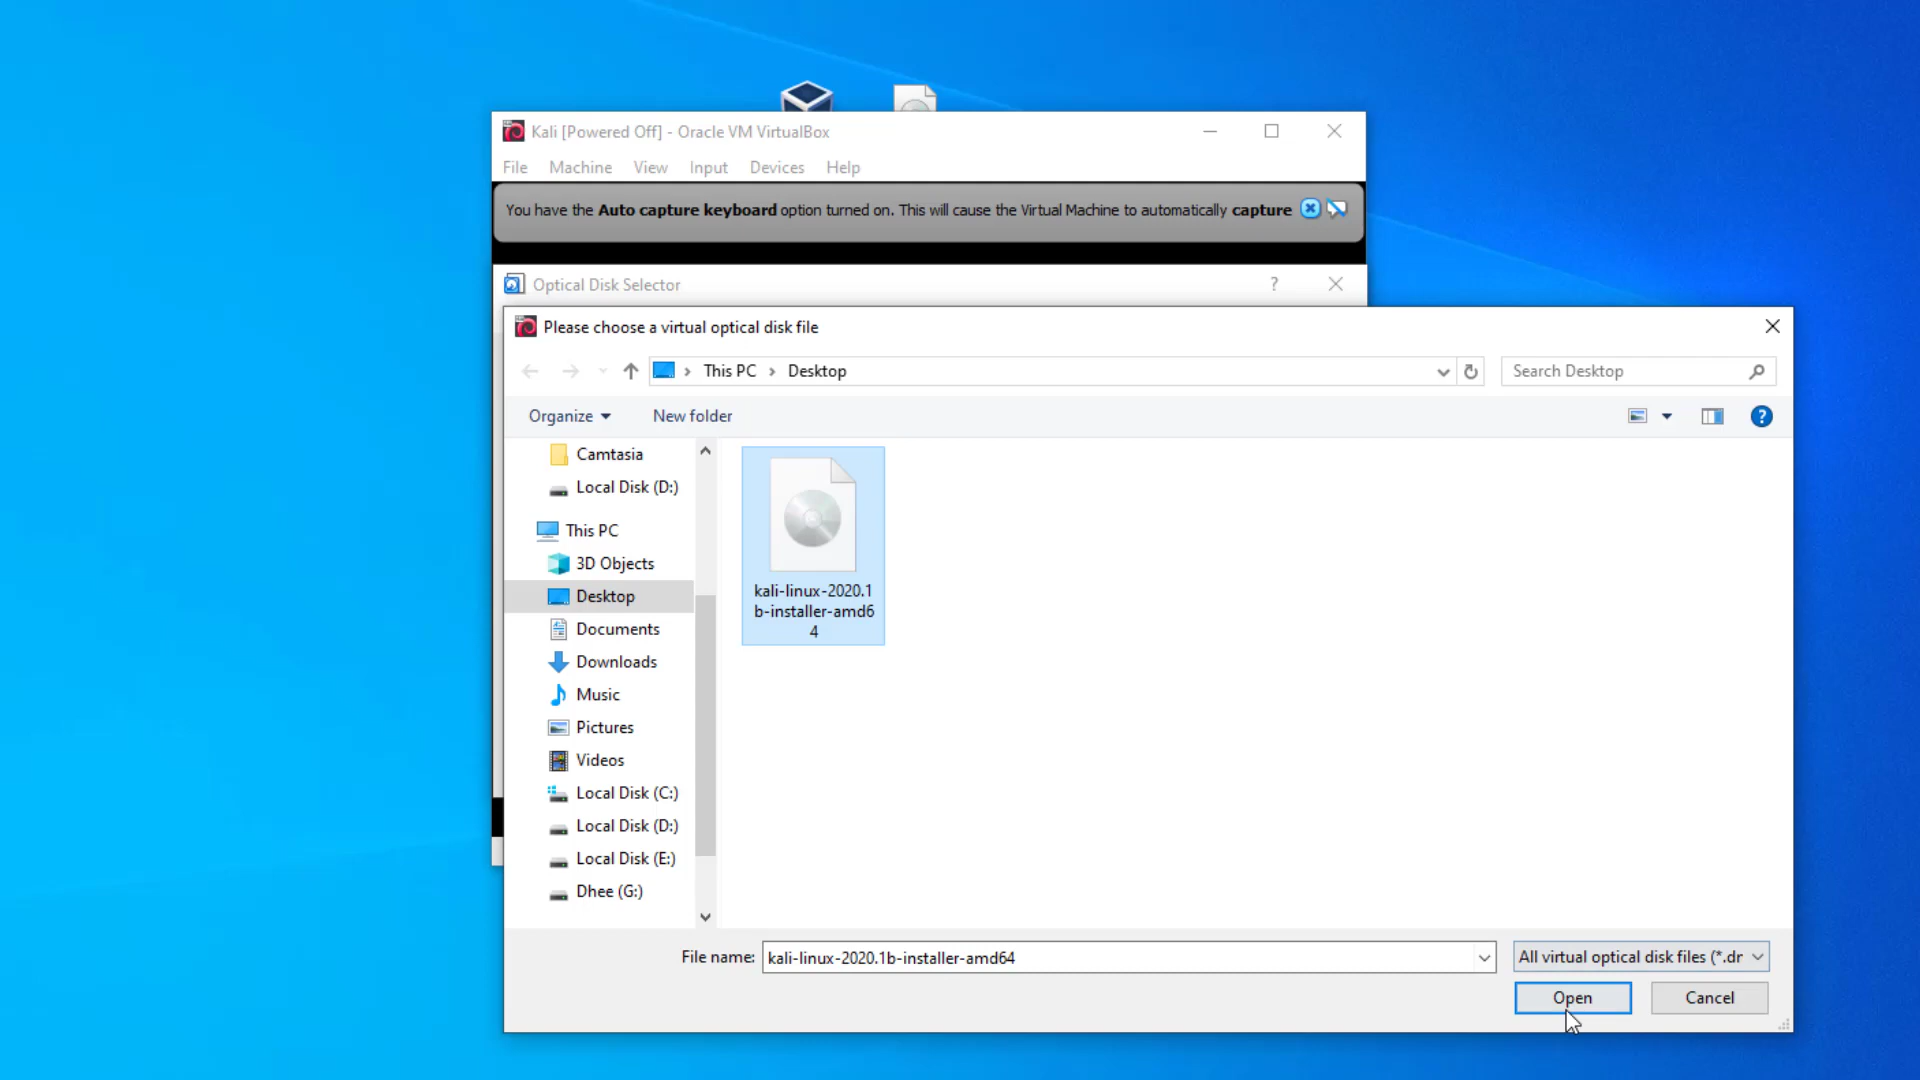 Kali [Powered Off] - Oracle VM VirtualBox
File Machine View Input Devices Help
You have the Auto capture keyboard option turned on. This will cause the Virtual Machine to automatically capture
Optical Disk Selector ?
Please choose a virtual optical disk file
This PC > Desktop
Search Desktop
Organize New folder ?
Camtasia
Local Disk (D:)
This PC
3D Objects
Desktop
Documents
Downloads
Music
Pictures
Videos
Local Disk (C:)
Local Disk (D:)
Local Disk (E:)
Dhee (G:)
kali-linux-2020.1
b-installer-amd6
4
File name: kali-linux-2020.1b-installer-amd64 All virtual optical disk files (*.dr
Open Cancel